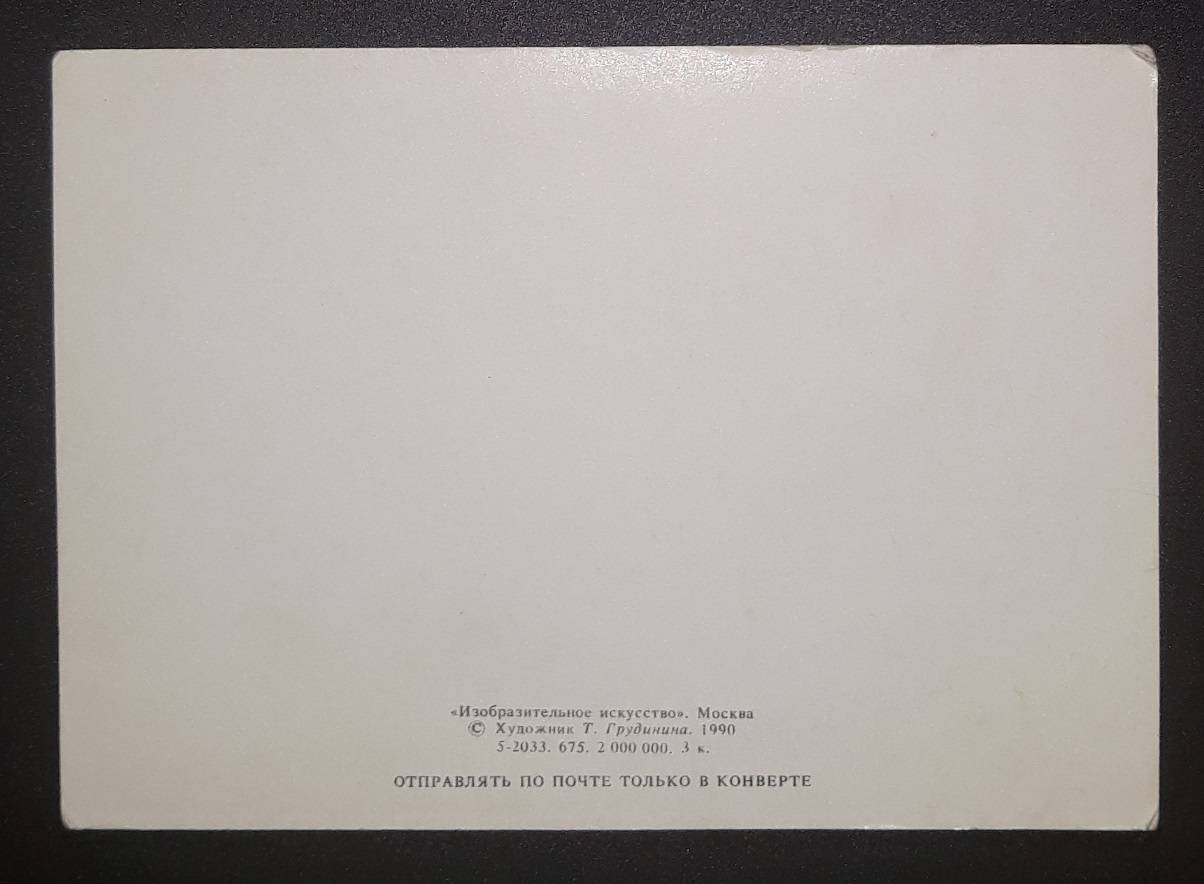 «Изобразительное искусство». Москва
© Художник Т. Грудинина. 1990
5-2033. 675. 2 000 000. 3 к.
ОТПРАВЛЯТЬ ПО ПОЧТЕ ТОЛЬКО В КОНВЕРТЕ